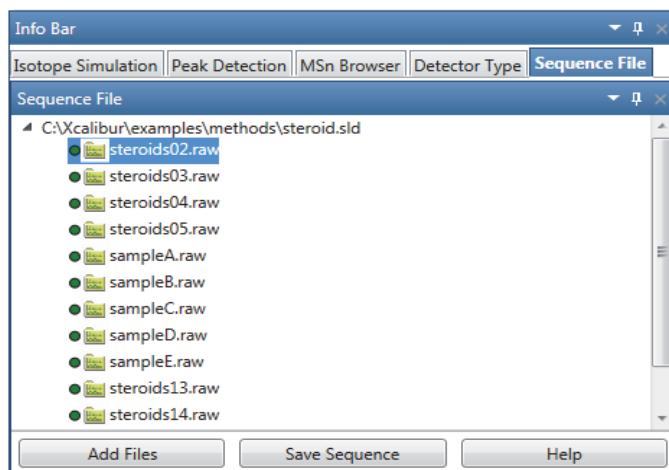 Info Bar
Isotope Simulation Peak Detection MSn Browser Detector Type Sequence File
Sequence File
C:\Xcalibur\examples\methods\steroid.sld
steroids02.raw
steroids03.raw
steroids04.raw
steroids05.raw
sampleA.raw
sampleB.raw
sampleC.raw
sampleD.raw
sampleE.raw
steroids13.raw
steroids14.raw
Add Files Save Sequence Help